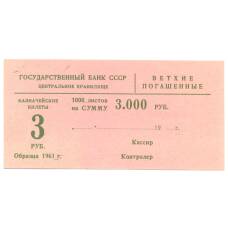 ГОСУДАРСТВЕННЫЙ БАНК СССР
ЦЕНТРАЛЬНОЕ ХРАНИЛИЩЕ
ВЕТХИЕ
ПОГАШЕННЫЕ
КАЗНАЧЕЙСКИЕ
БИЛЕТЫ
1000 листов
на СУММУ
3.000 РУБ.
3
РУБ.
Образца 1961 г.
19 г.
Кассир
Контролер